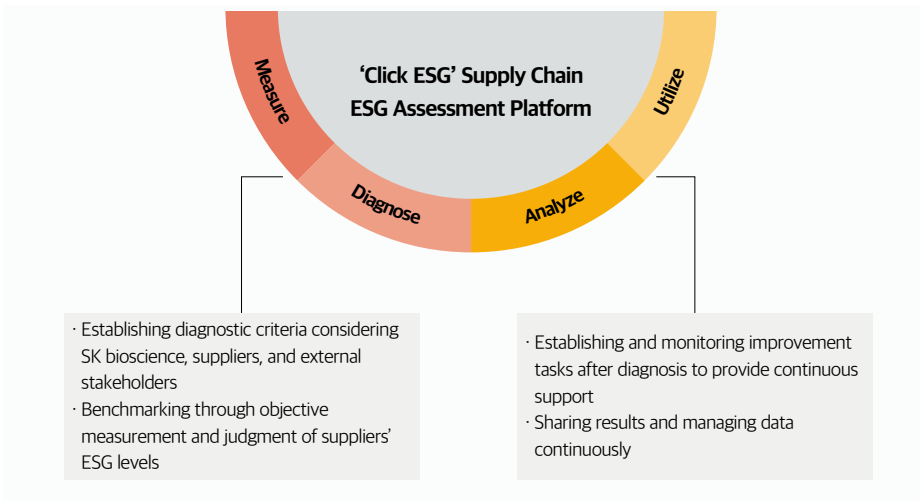 ‘Click ESG’ Supply Chain
ESG Assessment Platform
Measure
Diagnose
Analyze
Utilize
· Establishing diagnostic criteria considering
SK bioscience, suppliers, and external
stakeholders
· Benchmarking through objective
measurement and judgment of suppliers’
ESG levels
· Establishing and monitoring improvement
tasks after diagnosis to provide continuous
support
· Sharing results and managing data
continuously